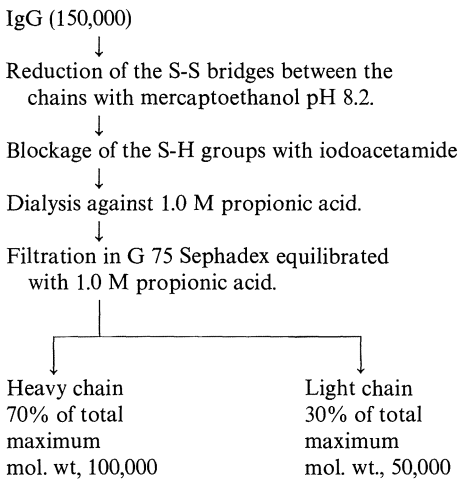 IgG (150,000)
Reduction of the S-S bridges between the
chains with mercaptoethanol pH 8.2.
Blockage of the S-H groups with iodoacetamide
Dialysis against 1.0 M propionic acid.
Filtration in G 75 Sephadex equilibrated
with 1.0 M propionic acid.
Heavy chain
70% of total
maximum
mol. wt, 100,000
Light chain
30% of total
maximum
mol. wt., 50,000